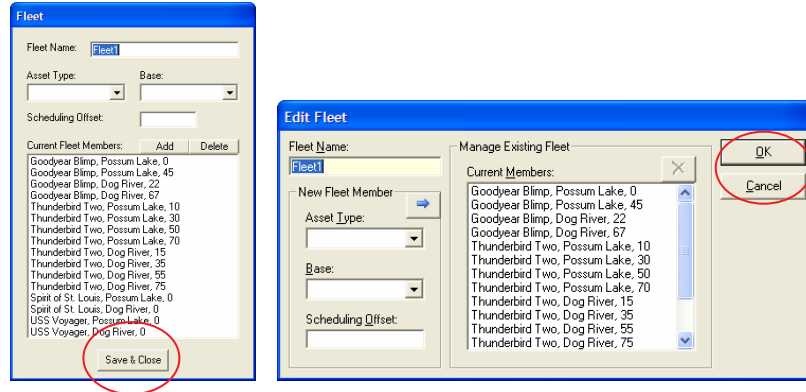 Fleet
Fleet Name: Fleet1
Asset Type: Base:
Scheduling Offset:
Current Fleet Members: Add Delete
Goodyear Blimp, Possum Lake, 0
Goodyear Blimp, Possum Lake, 45
Goodyear Blimp, Dog River, 22
Goodyear Blimp, Dog River, 67
Thunderbird Two, Possum Lake, 10
Thunderbird Two, Possum Lake, 30
Thunderbird Two, Possum Lake, 50
Thunderbird Two, Possum Lake, 70
Thunderbird Two, Dog River, 15
Thunderbird Two, Dog River, 35
Thunderbird Two, Dog River, 55
Thunderbird Two, Dog River, 75
Spirit of St. Louis, Possum Lake, 0
Spirit of St. Louis, Dog River, 0
USS Voyager, Possum Lake, 0
USS Voyager, Dog River, 0
Save & Close
Edit Fleet
Fleet Name:
Fleet1
New Fleet Member
Asset Type:
Base:
Scheduling Offset:
Manage Existing Fleet
Current Members:
Goodyear Blimp, Possum Lake, 0
Goodyear Blimp, Possum Lake, 45
Goodyear Blimp, Dog River, 22
Goodyear Blimp, Dog River, 67
Thunderbird Two, Possum Lake, 10
Thunderbird Two, Possum Lake, 30
Thunderbird Two, Possum Lake, 50
Thunderbird Two, Possum Lake, 70
Thunderbird Two, Dog River, 15
Thunderbird Two, Dog River, 35
Thunderbird Two, Dog River, 55
Thunderbird Two, Dog River, 75
OK
Cancel